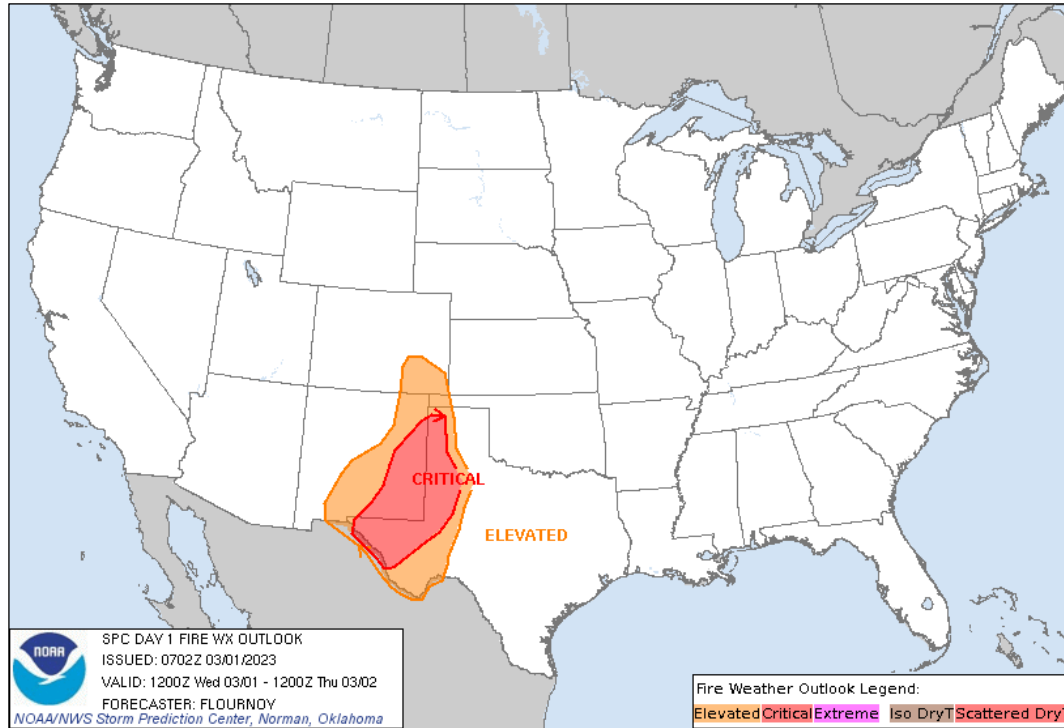 CRITICAL
ELEVATED
NOAA
SPC DAY 1 FIRE WX OUTLOOK
ISSUED: 0702Z 03/01/2023
VALID: 1200Z Wed 03/01 - 1200Z Thu 03/02
FORECASTER: FLOURNOY
NOAA/NWS Storm Prediction Center, Norman, Oklahoma
Fire Weather Outlook Legend:
Elevated Critical Extreme Iso DryT Scattered DryT